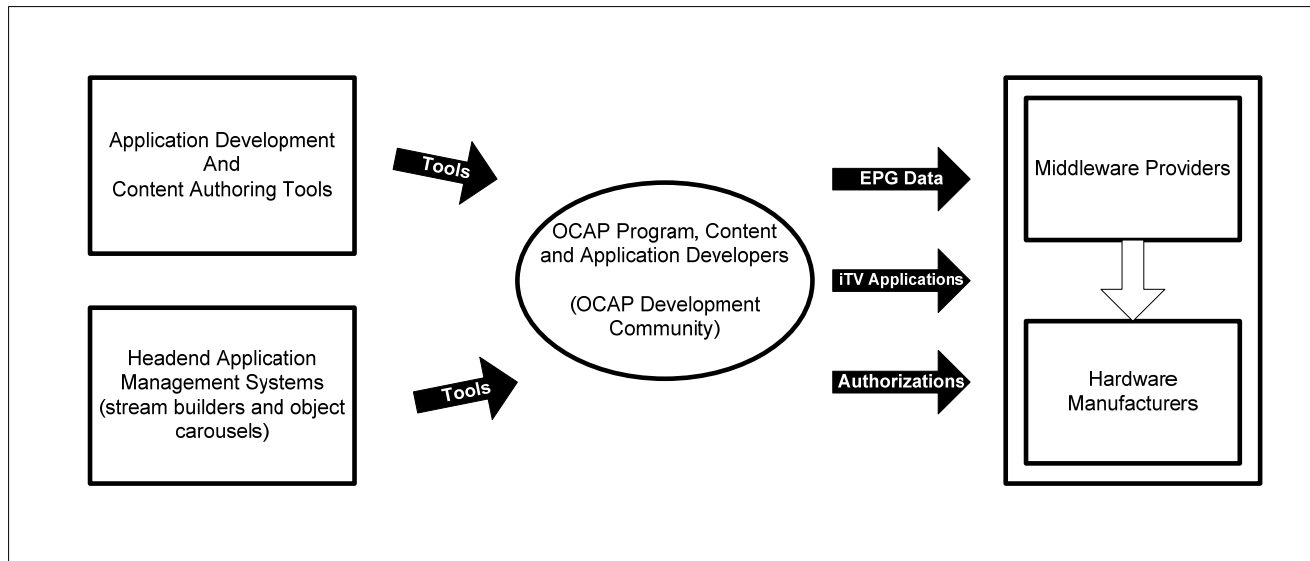 Application Development
And
Content Authoring Tools
Tools
Headend Application
Management Systems
(stream builders and object
carousels)
Tools
OCAP Program, Content
and Application Developers
(OCAP Development
Community)
EPG Data
iTV Applications
Authorizations
Middleware Providers
Hardware
Manufacturers